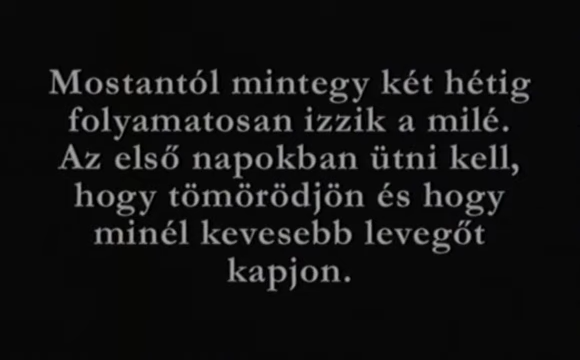 Mostantól mintegy két hétig
folyamatosan izzik a milé.
Az első napokban ütni kell,
hogy tömörödjön és hogy
minél kevesebb levegőt
kapjon.